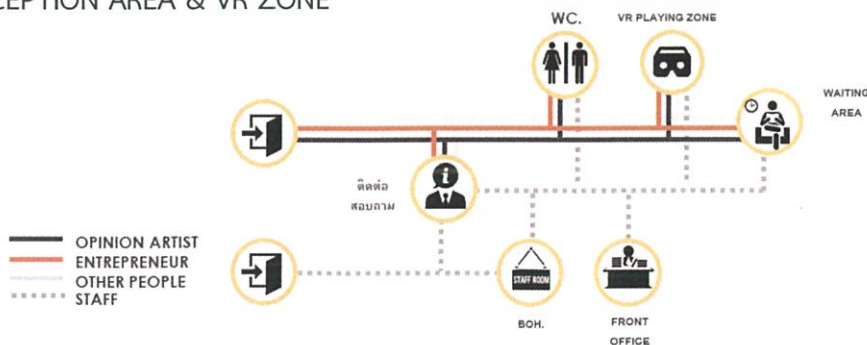 CEPTION AREA & VR ZONE
WC.
VR PLAYING ZONE
WAITING
AREA
ติดต่อ
สอบถาม
OPINION ARTIST
ENTREPRENEUR
OTHER PEOPLE
STAFF
STAFF ROOM
BOH.
FRONT
OFFICE